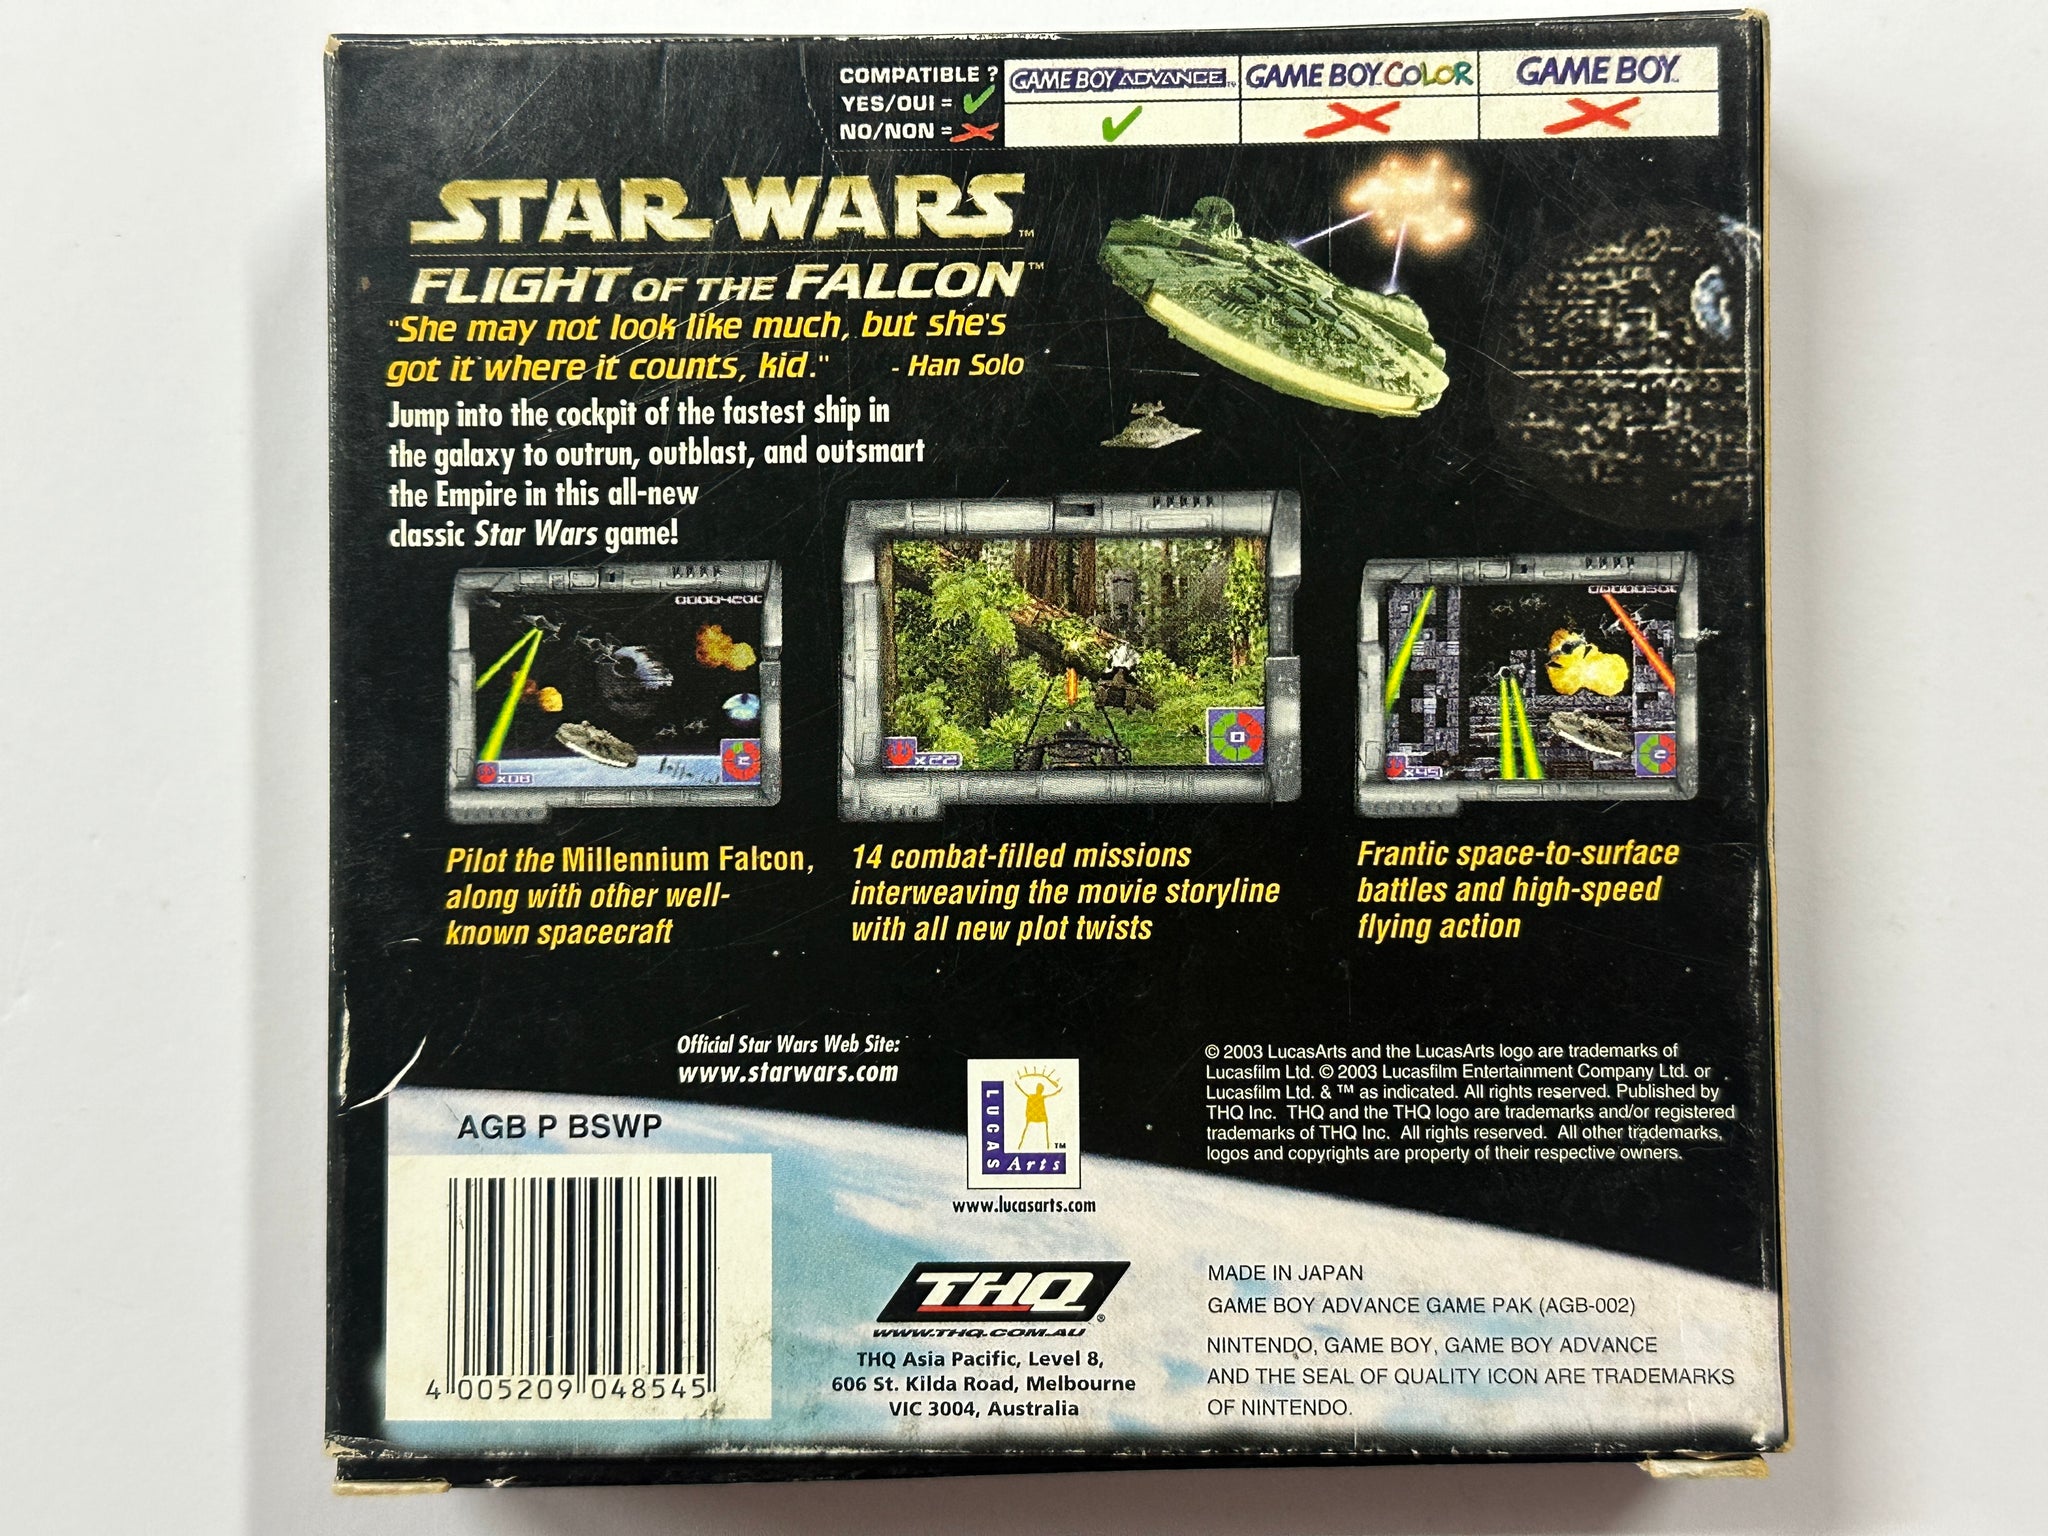 COMPATIBLE ?
YES/OUI =
NO/NON =
GAME BOY ADVANCE™
GAME BOY COLOR
GAME BOY™
STAR WARS™
FLIGHT OF THE FALCON™
"She may not look like much, but she's
got it where it counts, kid." - Han Solo
Jump into the cockpit of the fastest ship in
the galaxy to outrun, outblast, and outsmart
the Empire in this all-new
classic Star Wars game!
x08
2
x22
0
x45
2
Pilot the Millennium Falcon,
along with other well-
known spacecraft
14 combat-filled missions
interweaving the movie storyline
with all new plot twists
Frantic space-to-surface
battles and high-speed
flying action
Official Star Wars Web Site:
www.starwars.com
AGB P BSWP
4 005209 048545
LUCAS
Arts™
www.lucasarts.com
THQ®
WWW.THQ.COM.AU
THQ Asia Pacific, Level 8,
606 St. Kilda Road, Melbourne
VIC 3004, Australia
© 2003 LucasArts and the LucasArts logo are trademarks of
Lucasfilm Ltd. © 2003 Lucasfilm Entertainment Company Ltd. or
Lucasfilm Ltd. & ™ as indicated. All rights reserved. Published by
THQ Inc. THQ and the THQ logo are trademarks and/or registered
trademarks of THQ Inc. All rights reserved. All other trademarks,
logos and copyrights are property of their respective owners.
MADE IN JAPAN
GAME BOY ADVANCE GAME PAK (AGB-002)
NINTENDO, GAME BOY, GAME BOY ADVANCE
AND THE SEAL OF QUALITY ICON ARE TRADEMARKS
OF NINTENDO.